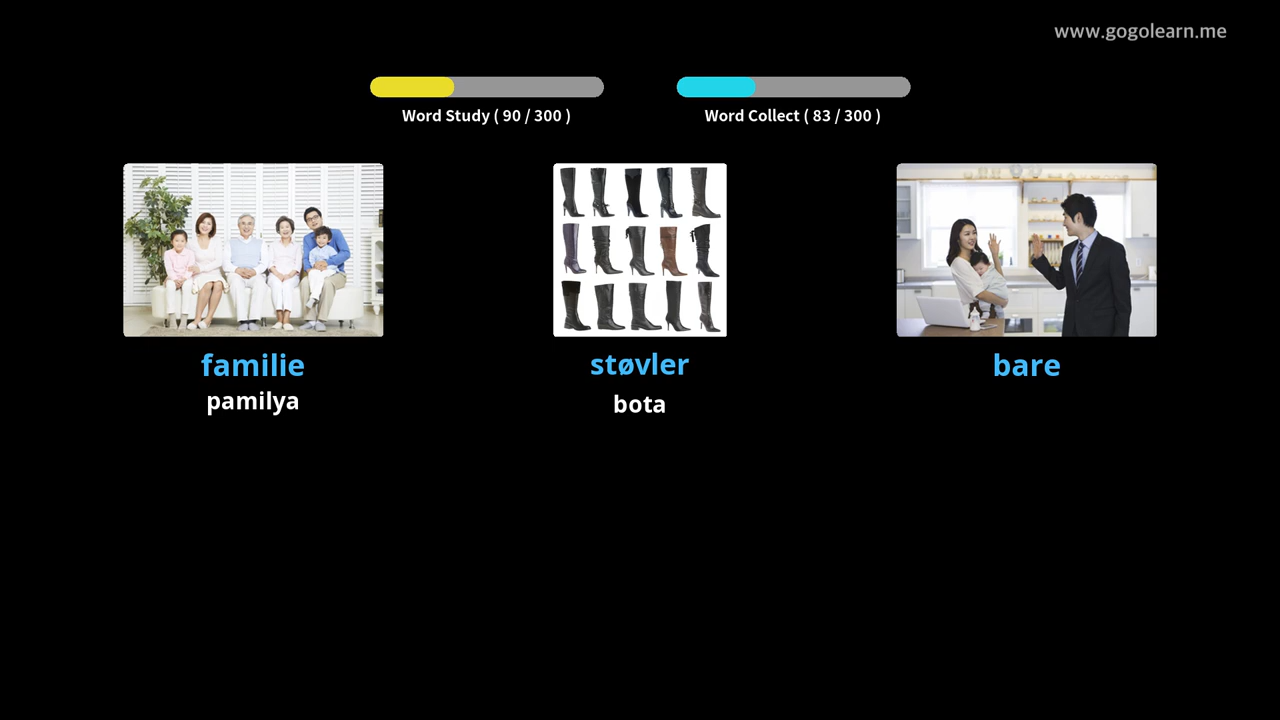 www.gogolearn.me
Word Study ( 90 / 300 )
Word Collect ( 83 / 300 )
familie
støvler
bare
pamilya
bota